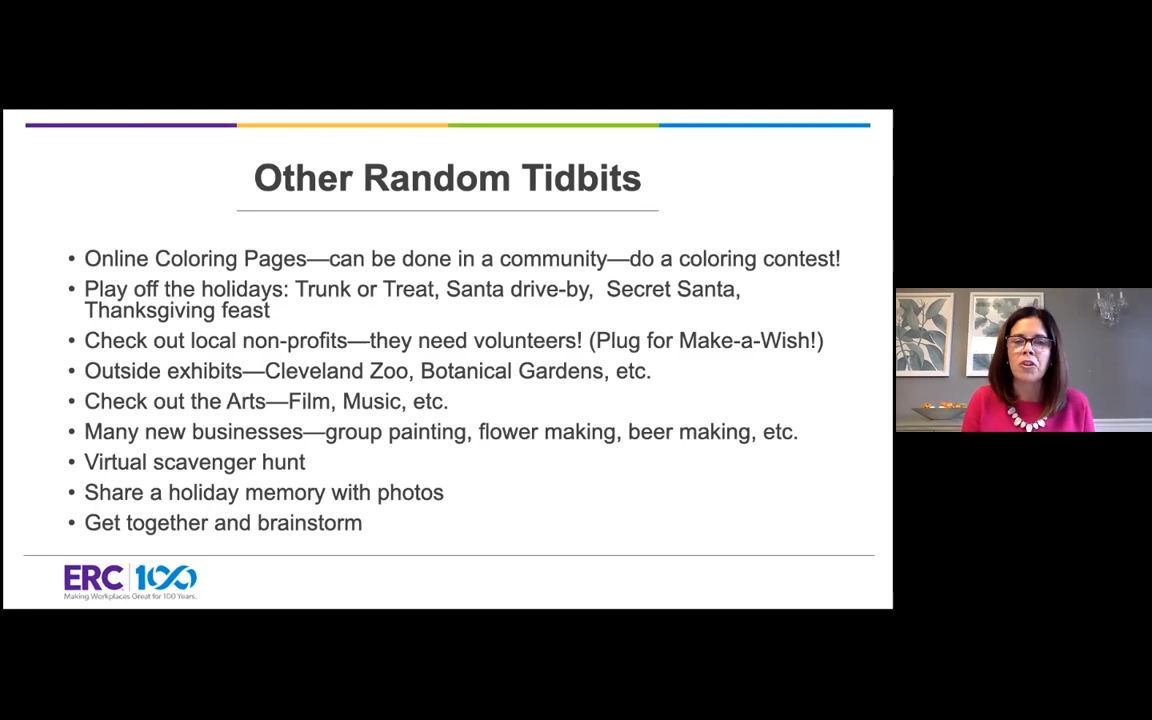 Other Random Tidbits
• Online Coloring Pages—can be done in a community—do a coloring contest!
• Play off the holidays: Trunk or Treat, Santa drive-by,  Secret Santa,
Thanksgiving feast
• Check out local non-profits—they need volunteers! (Plug for Make-a-Wish!)
• Outside exhibits—Cleveland Zoo, Botanical Gardens, etc.
• Check out the Arts—Film, Music, etc.
• Many new businesses—group painting, flower making, beer making, etc.
• Virtual scavenger hunt
• Share a holiday memory with photos
• Get together and brainstorm
ERC 100
Making Workplaces Great for 100 Years.